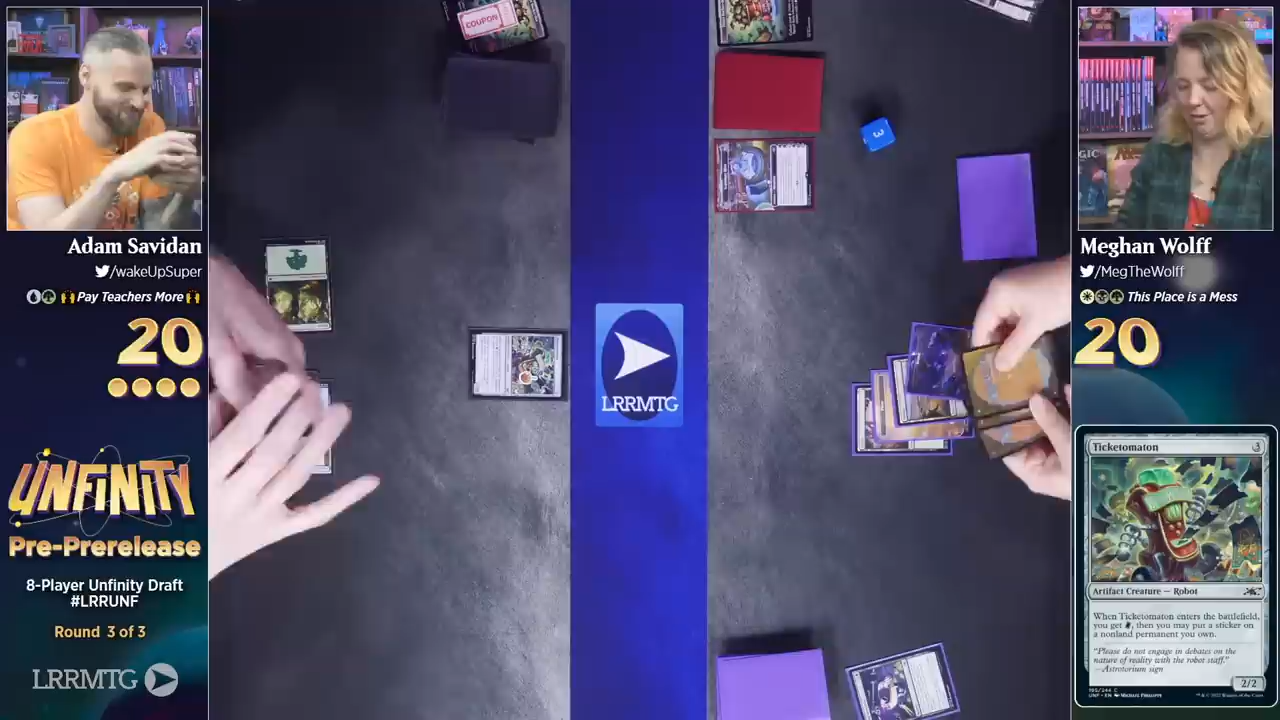 COUPON
3
Adam Savidan
/wakeUpSuper
Pay Teachers More
20
UNFINITY
Pre-Prerelease
8-Player Unfinity Draft
#LRRUNF
Round 3 of 3
LRRMTG
LRRMTG
Meghan Wolff
/MegTheWolff
This Place is a Mess
20
Ticketomaton 3
Artifact Creature — Robot
When Ticketomaton enters the battlefield,
you get , then you may put a sticker on
a nonland permanent you own.
"Please do not engage in debates on the
nature of reality with the robot staff."
—Astrotorium sign
2/2